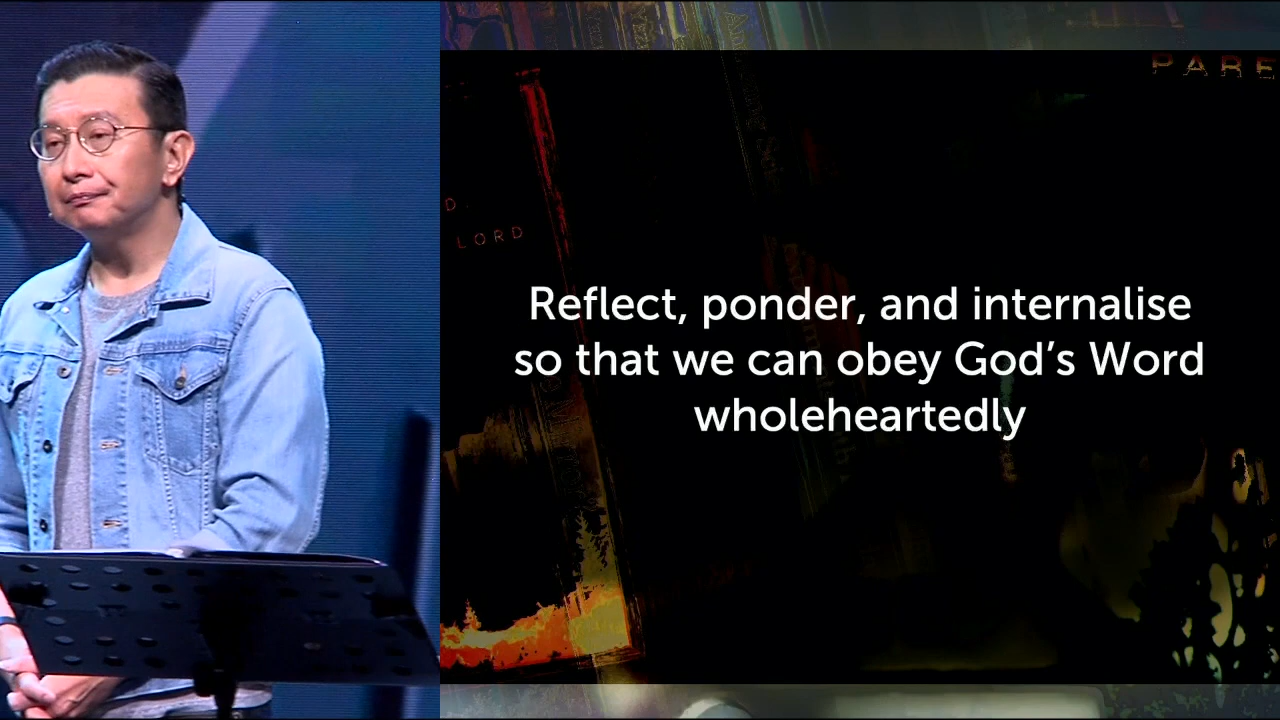 PARE
D.
LORD
Reflect, ponder, and internalise
so that we can obey God’s Word
wholeheartedly